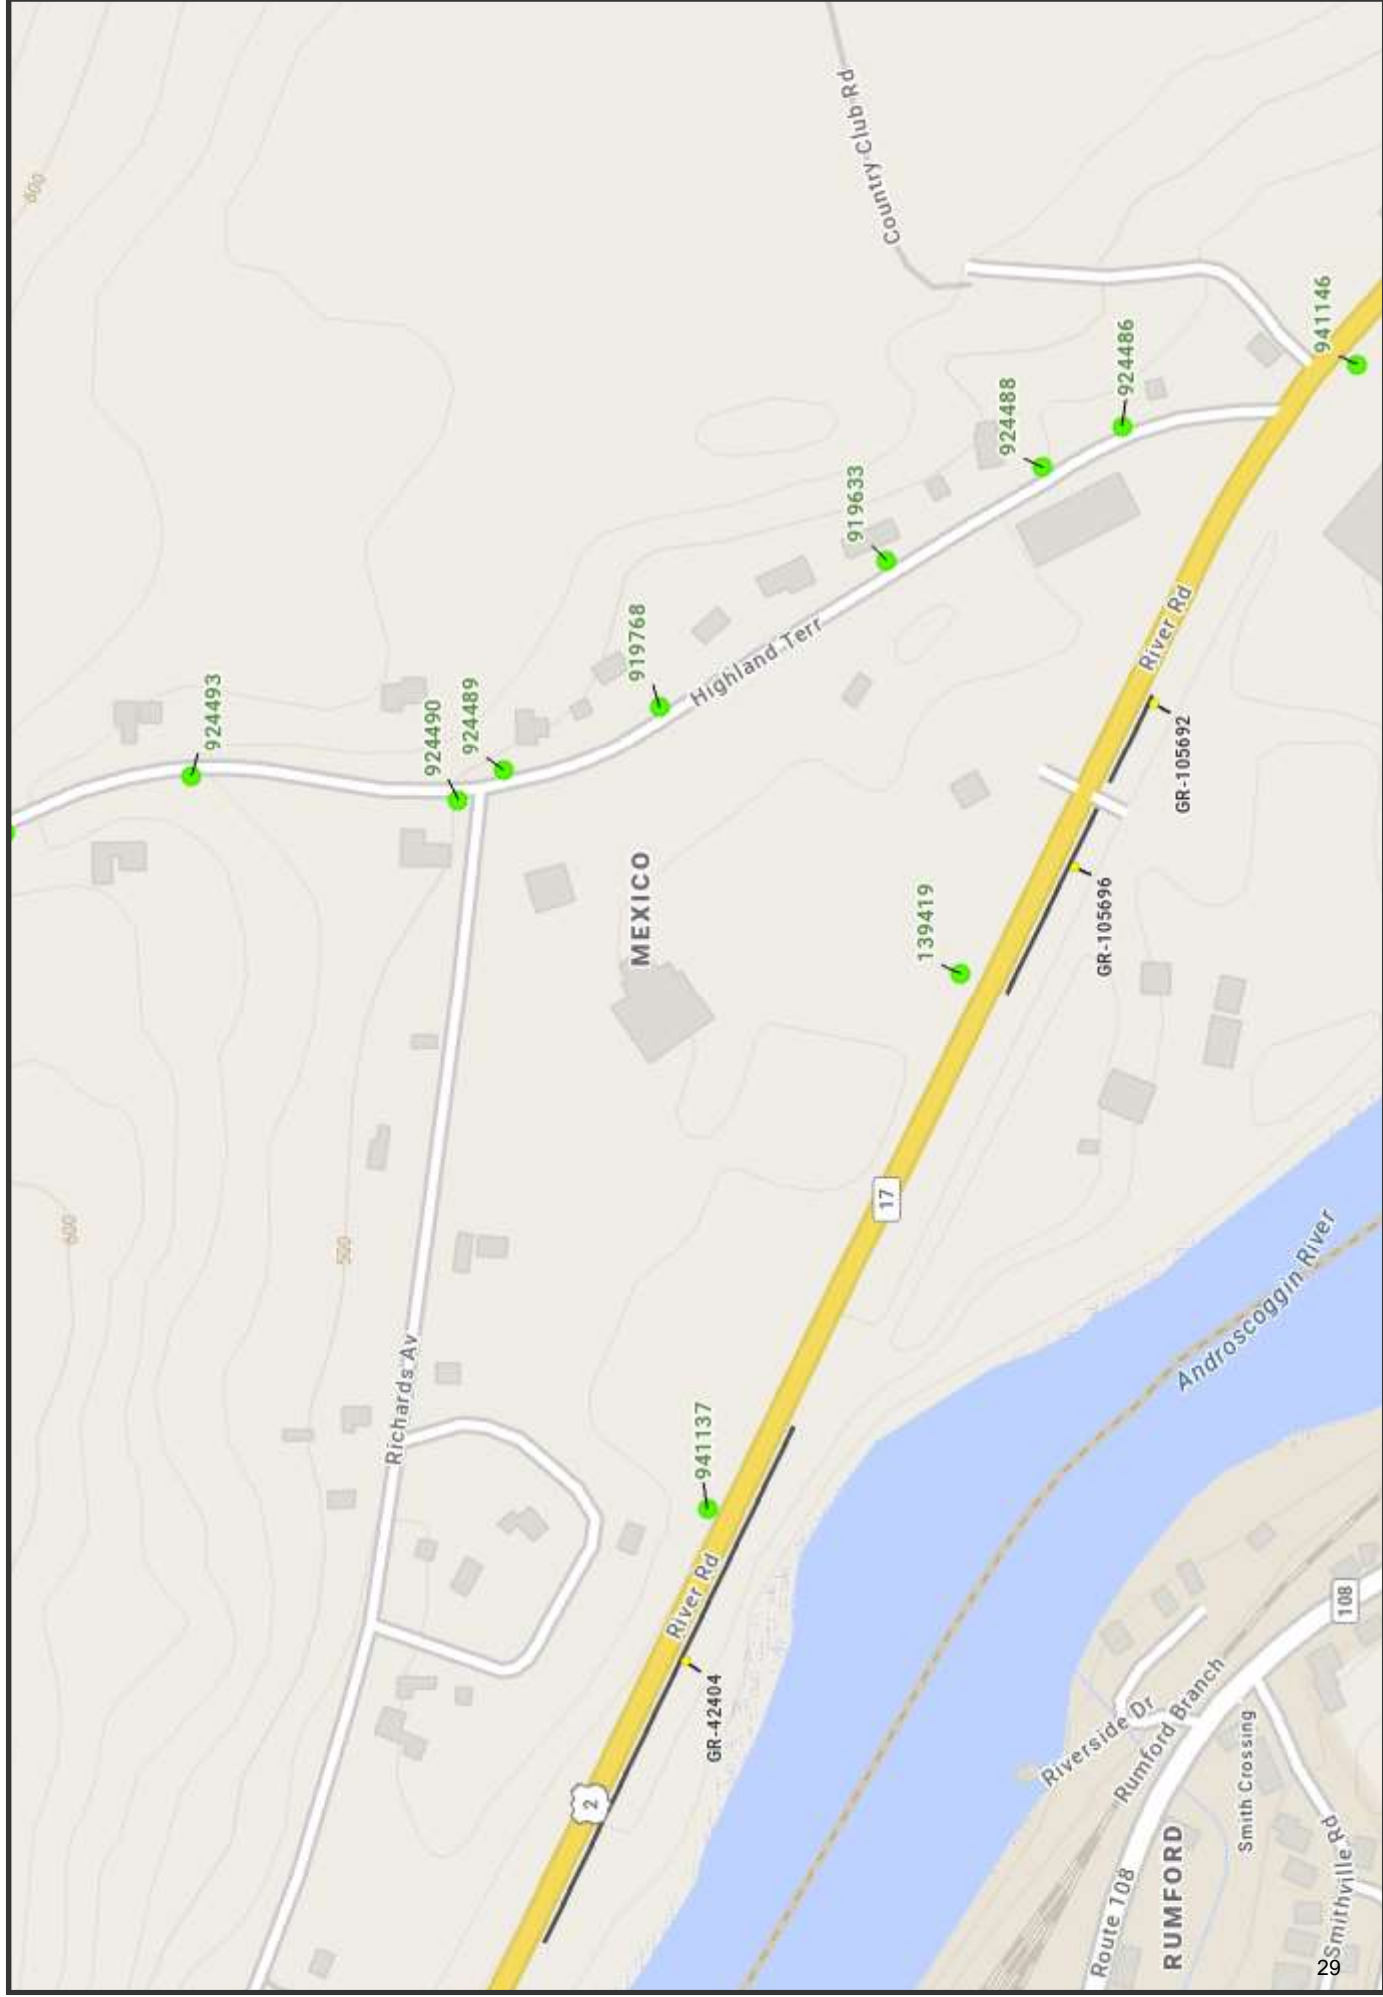 600
Country Club Rd
941146
924486
924488
919633
919768
924493
924490
924489
Highland Terr
River Rd
GR-105692
MEXICO
139419
GR-105696
17
600
500
Androscoggin River
Richards Av
941137
River Rd
GR-42404
2
108
Riverside Dr
Rumford Branch
Smith Crossing
Route 108
RUMFORD
Smithville Rd
29